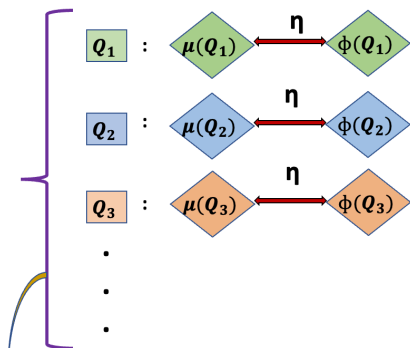 η
Q₁ : μ(Q₁) ϕ(Q₁)
η
Q₂ : μ(Q₂) ϕ(Q₂)
η
Q₃ : μ(Q₃) ϕ(Q₃)
.
.
.